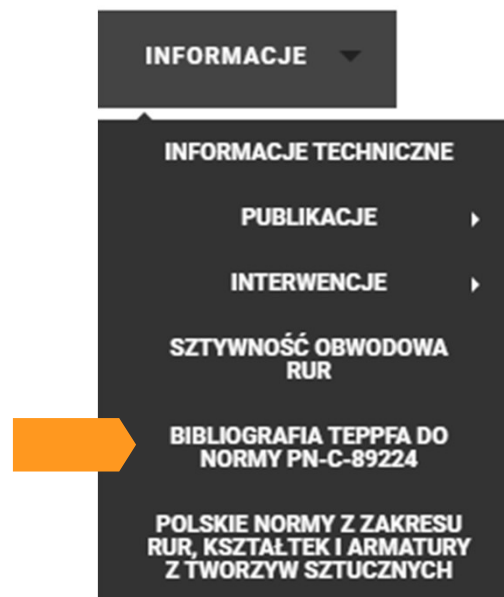 INFORMACJE
INFORMACJE TECHNICZNE
PUBLIKACJE
INTERWENCJE
SZTYWNOŚĆ OBWODOWA
RUR
BIBLIOGRAFIA TEPPFA DO
NORMY PN-C-89224
POLSKIE NORMY Z ZAKRESU
RUR, KSZTAŁTEK I ARMATURY
Z TWORZYW SZTUCZNYCH